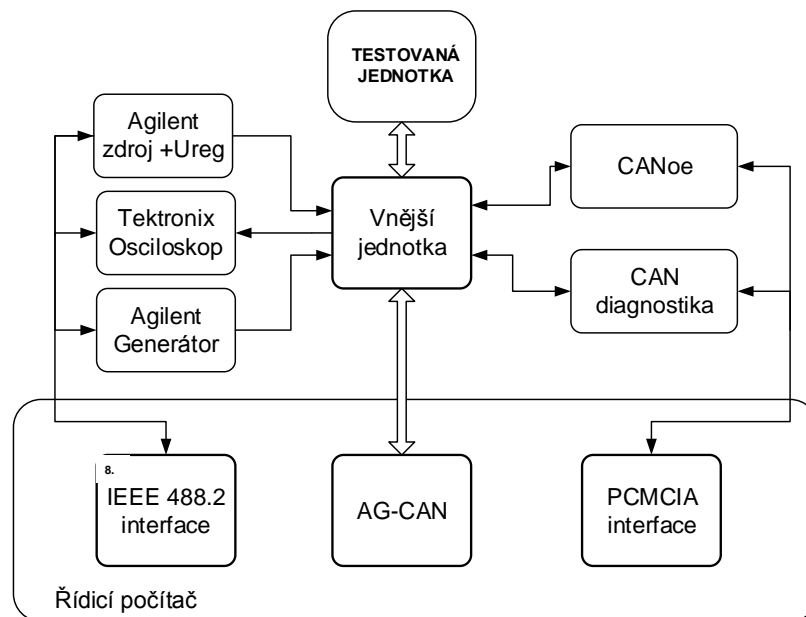 TESTOVANÁ
JEDNOTKA
Agilent
zdroj +Ureg
Tektronix
Osciloskop
Agilent
Generátor
Vnější
jednotka
CANoe
CAN
diagnostika
8.
IEEE 488.2
interface
AG-CAN
PCMCIA
interface
Řídicí počítač